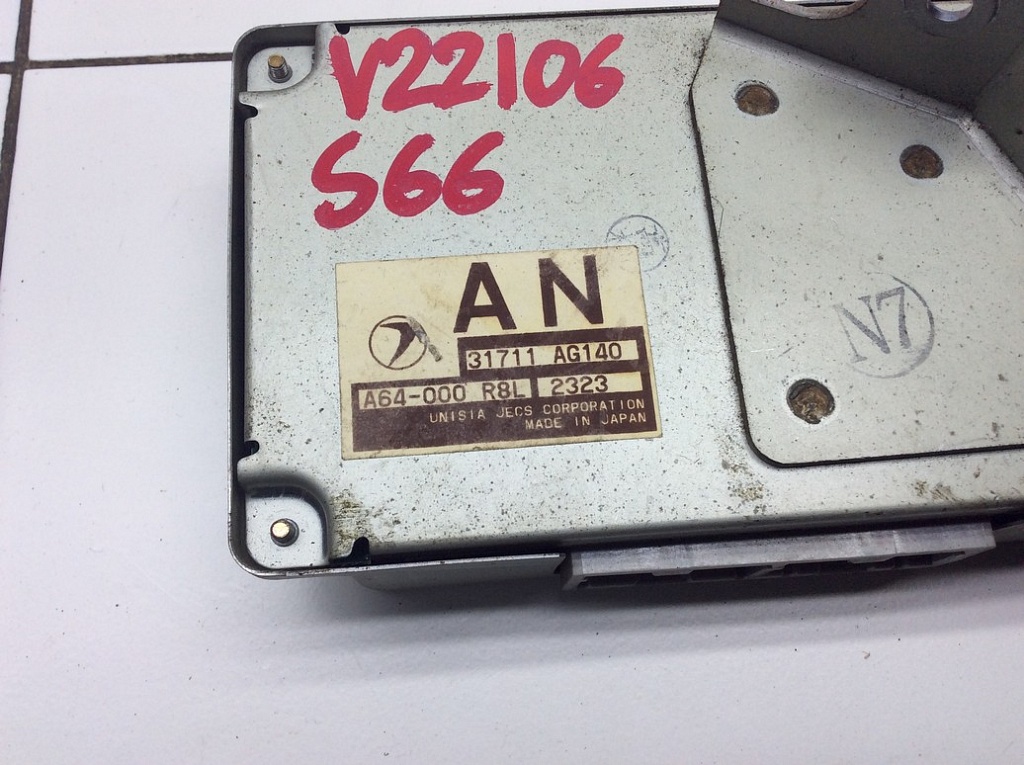 V22106
S66
AN
31711 AG140
A64-000 R8L 2323
UNISIA JECS CORPORATION
MADE IN JAPAN
N7